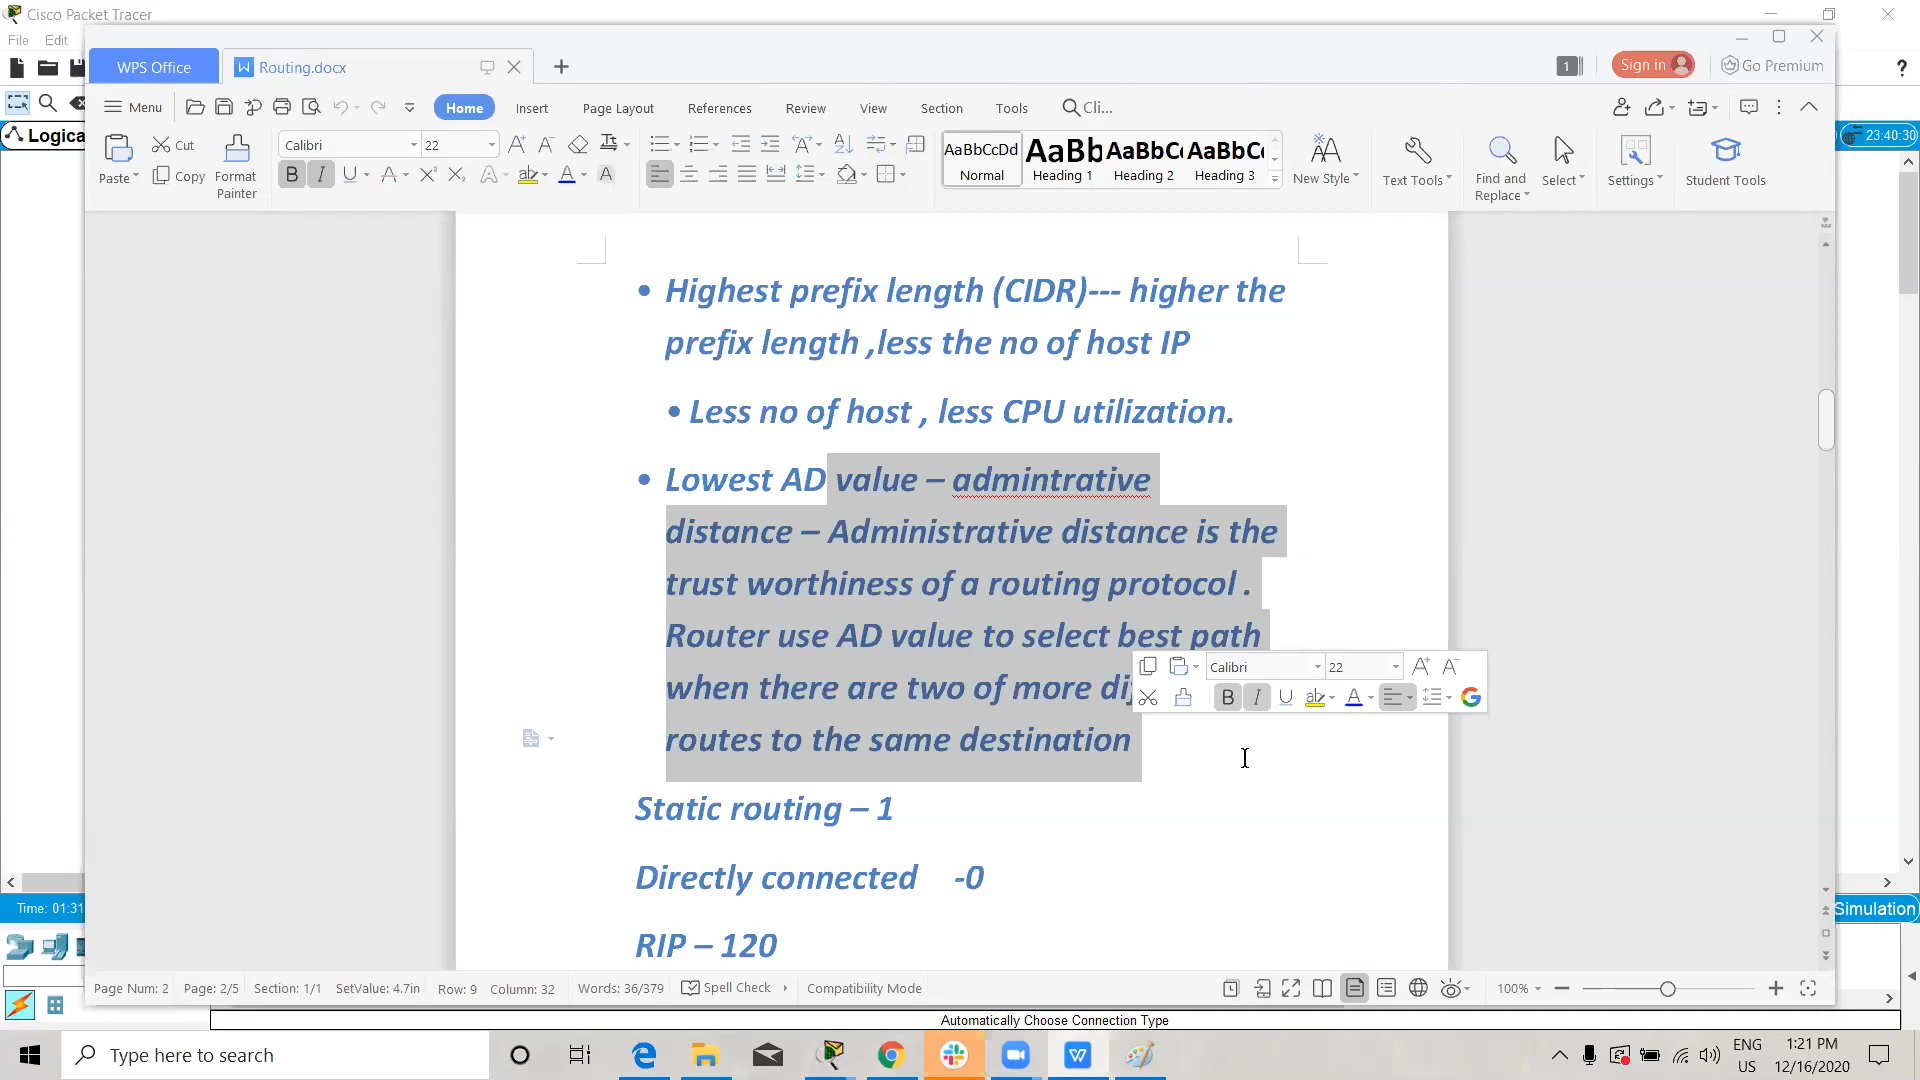 Cisco Packet Tracer
File Edit
WPS Office
Routing.docx
1
Sign in
Go Premium
Menu
Home
Insert
Page Layout
References
Review
View
Section
Tools
Cli...
Logica
23:40:30
Paste
Cut
Copy
Format Painter
Calibri
22
AaBbCcDd
Normal
AaBb
Heading 1
AaBbC
Heading 2
AaBbC
Heading 3
New Style
Text Tools
Find and Replace
Select
Settings
Student Tools
• Highest prefix length (CIDR)--- higher the
prefix length ,less the no of host IP
• Less no of host , less CPU utilization.
• Lowest AD value – admintrative
distance – Administrative distance is the
trust worthiness of a routing protocol .
Router use AD value to select best path
when there are two of more di
routes to the same destination
Calibri
22
Static routing – 1
Directly connected -0
RIP – 120
Time: 01:31
Simulation
Page Num: 2 Page: 2/5 Section: 1/1 SetValue: 4.7in Row: 9 Column: 32 Words: 36/379 Spell Check Compatibility Mode
100%
Automatically Choose Connection Type
Type here to search
ENG
US
1:21 PM
12/16/2020